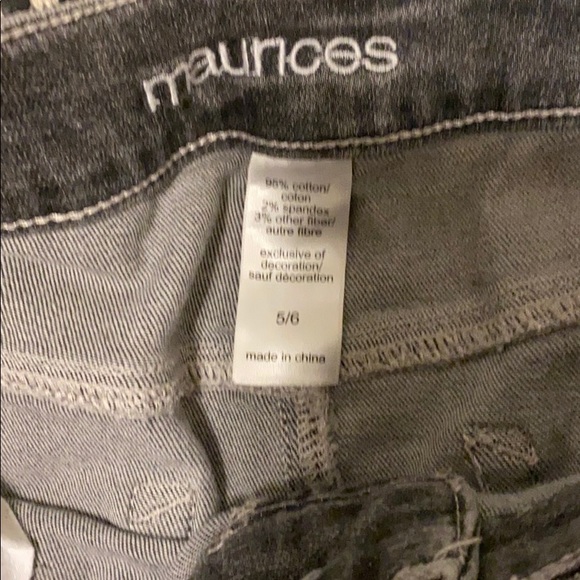 maurices
95% cotton/
coton
2% spandex
3% other fiber/
autre fibre
exclusive of
decoration/
sauf décoration
5/6
made in china